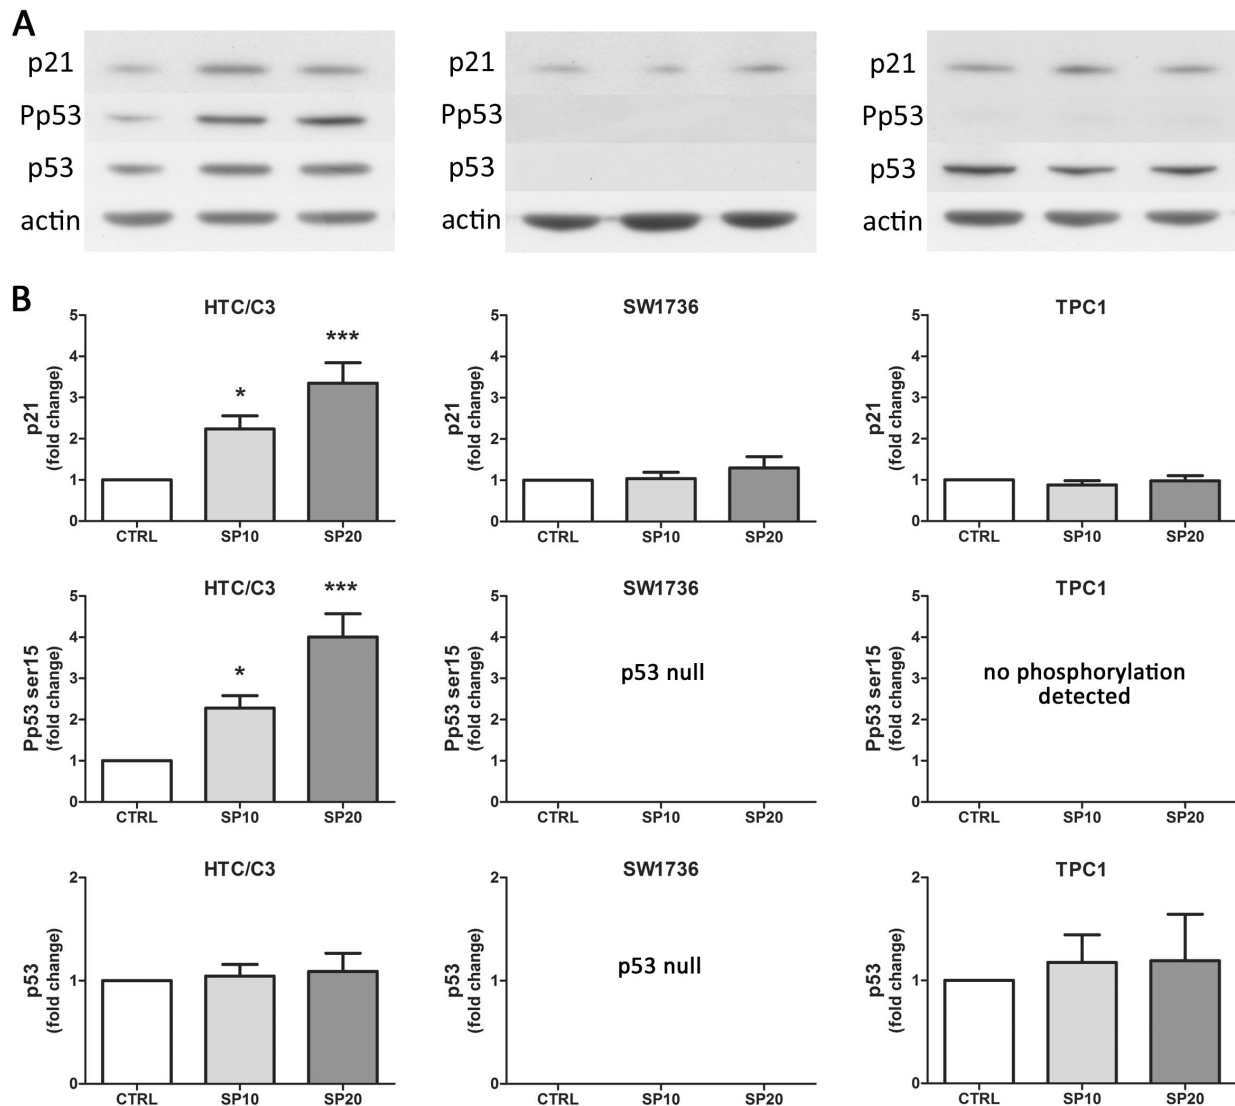 A
p21
Pp53
p53
actin
p21
Pp53
p53
actin
p21
Pp53
p53
actin
B
HTC/C3
p21
(fold change)
5
4
3
2
1
0
*
***
CTRL SP10 SP20
SW1736
p21
(fold change)
5
4
3
2
1
0
CTRL SP10 SP20
TPC1
p21
(fold change)
5
4
3
2
1
0
CTRL SP10 SP20
HTC/C3
Pp53 ser15
(fold change)
5
4
3
2
1
0
*
***
CTRL SP10 SP20
SW1736
Pp53 ser15
(fold change)
5
4
3
2
1
0
p53 null
CTRL SP10 SP20
TPC1
Pp53 ser15
(fold change)
5
4
3
2
1
0
no phosphorylation
detected
CTRL SP10 SP20
HTC/C3
p53
(fold change)
2
1
0
CTRL SP10 SP20
SW1736
p53
(fold change)
2
1
0
p53 null
CTRL SP10 SP20
TPC1
p53
(fold change)
2
1
0
CTRL SP10 SP20